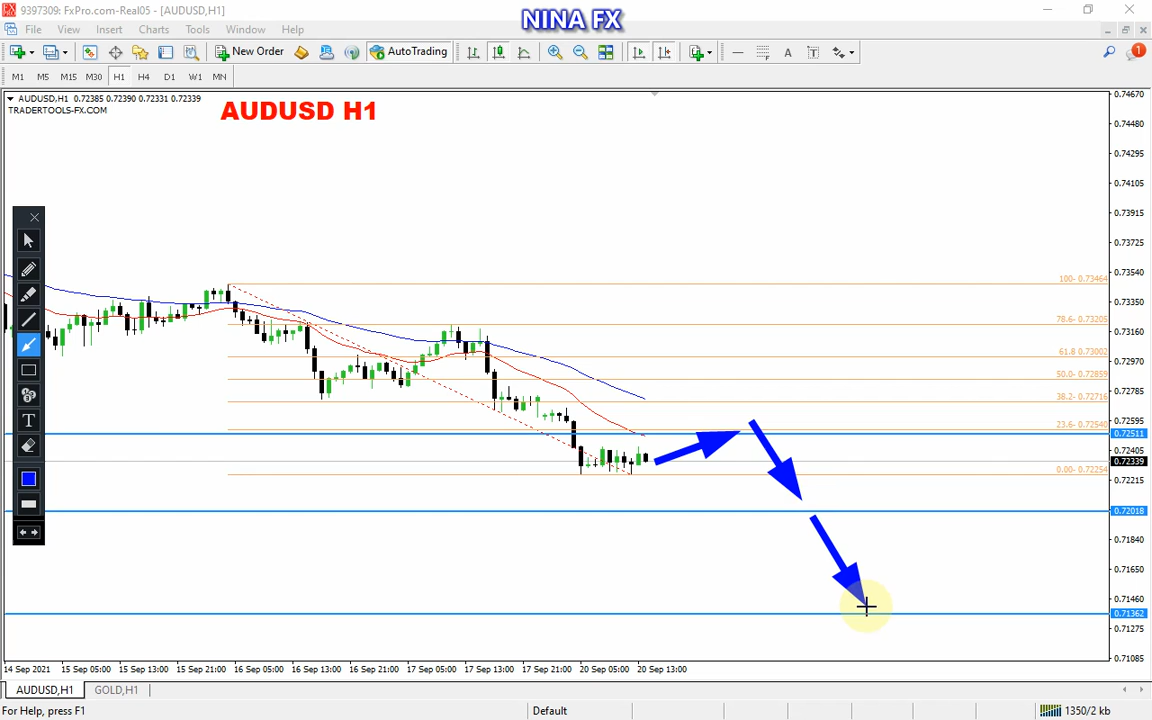 9397309: FxPro.com-Real05 - [AUDUSD,H1]
NINA FX
File View Insert Charts Tools Window Help
New Order AutoTrading
1
M1 M5 M15 M30 H1 H4 D1 W1 MN
AUDUSD,H1 0.72385 0.72390 0.72331 0.72339
TRADERTOOLS-FX.COM
AUDUSD H1
0.74670
0.74480
0.74295
0.74105
0.73915
0.73725
0.73540
0.73350
0.73160
0.72970
0.72785
0.72595
0.72511
0.72405
0.72339
0.72215
0.72018
0.71840
0.71650
0.71460
0.71362
0.71275
0.71085
100- 0.73464
78.6- 0.73205
61.8 0.73002
50.0- 0.72859
38.2- 0.72716
23.6- 0.72540
0.00- 0.72254
T
14 Sep 2021 15 Sep 05:00 15 Sep 13:00 15 Sep 21:00 16 Sep 05:00 16 Sep 13:00 16 Sep 21:00 17 Sep 05:00 17 Sep 13:00 17 Sep 21:00 20 Sep 05:00 20 Sep 13:00
AUDUSD,H1 GOLD,H1
For Help, press F1 Default 1350/2 kb